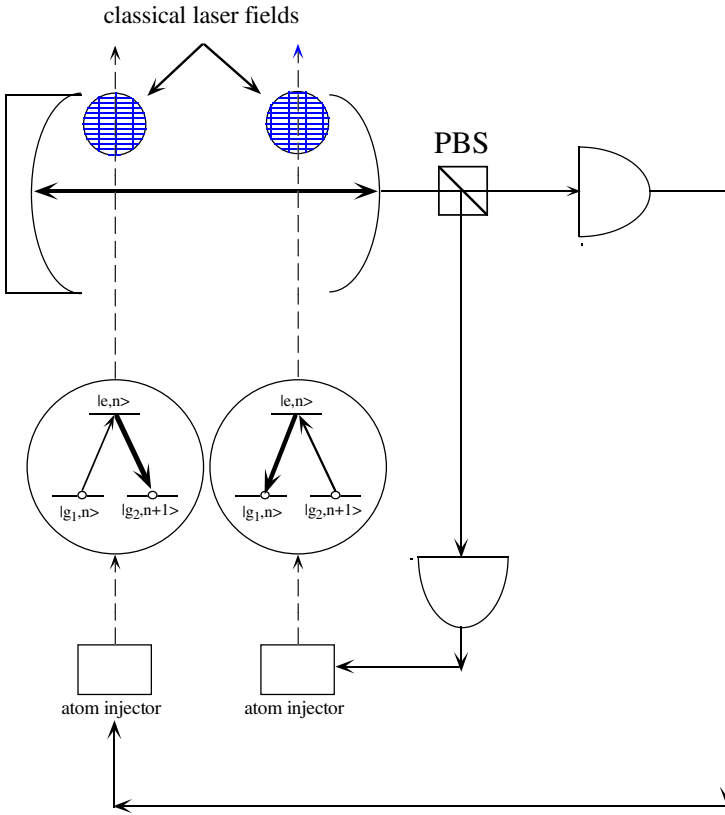 classical laser fields
PBS
|e,n>
|e,n>
|g₁,n>
|g₂,n+1>
|g₁,n>
|g₂,n+1>
atom injector
atom injector